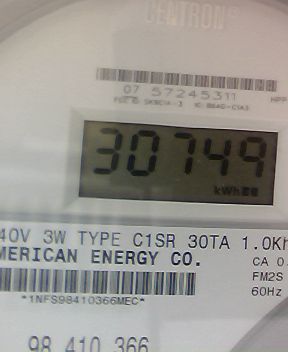 CENTRON®
07 57245311
30749
kWh
40V 3W TYPE C1SR 30TA 1.0Kh
MERICAN ENERGY CO.
CA 0.
FM2S
*1NFS98410366MEC*
60Hz
98 410 366